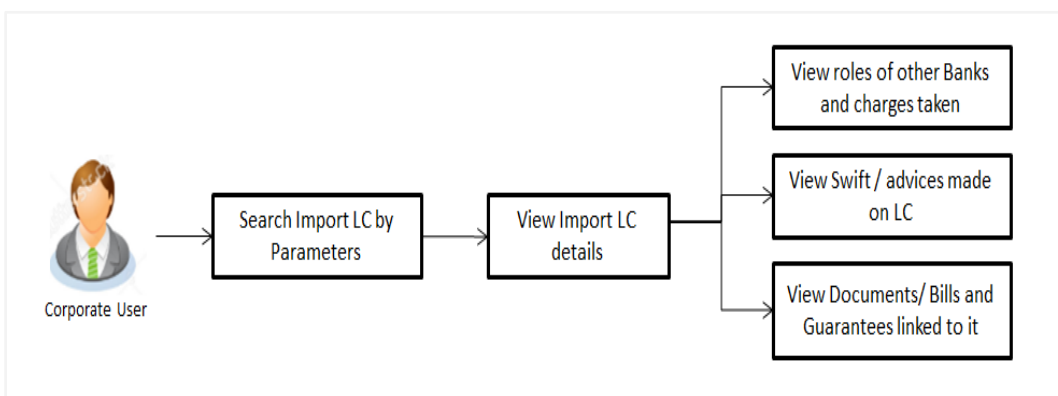 View roles of other Banks
and charges taken
Search Import LC by
Parameters
View Import LC
details
View Swift / advices made
on LC
View Documents/ Bills and
Guarantees linked to it
Corporate User